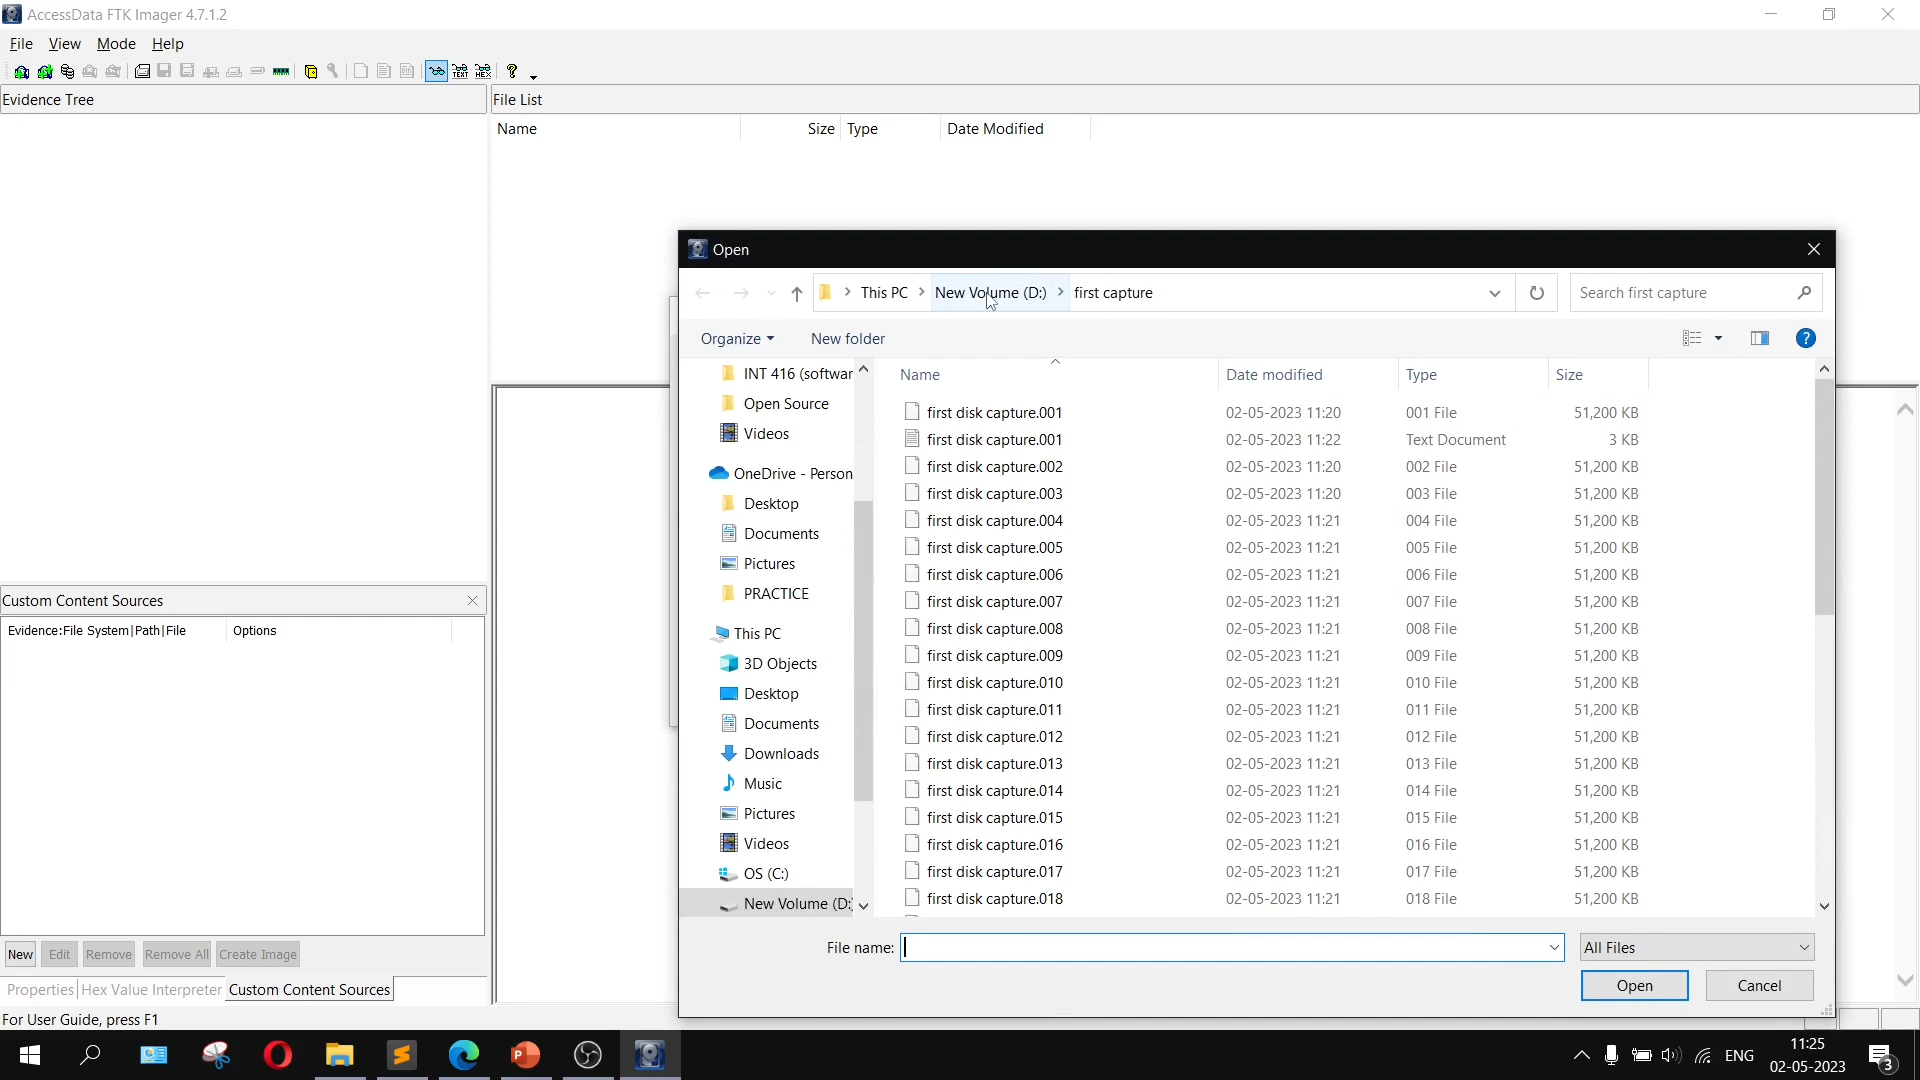 AccessData FTK Imager 4.7.1.2
File View Mode Help
TEXT HEX ?
Evidence Tree
File List
Name Size Type Date Modified
Open
This PC New Volume (D:) first capture
Search first capture
Organize New folder
?
INT 416 (softwar
Open Source
Videos
OneDrive - Person
Desktop
Documents
Pictures
PRACTICE
This PC
3D Objects
Desktop
Documents
Downloads
Music
Pictures
Videos
OS (C:)
New Volume (D:
Name Date modified Type Size
first disk capture.001 02-05-2023 11:20 001 File 51,200 KB
first disk capture.001 02-05-2023 11:22 Text Document 3 KB
first disk capture.002 02-05-2023 11:20 002 File 51,200 KB
first disk capture.003 02-05-2023 11:20 003 File 51,200 KB
first disk capture.004 02-05-2023 11:21 004 File 51,200 KB
first disk capture.005 02-05-2023 11:21 005 File 51,200 KB
first disk capture.006 02-05-2023 11:21 006 File 51,200 KB
first disk capture.007 02-05-2023 11:21 007 File 51,200 KB
first disk capture.008 02-05-2023 11:21 008 File 51,200 KB
first disk capture.009 02-05-2023 11:21 009 File 51,200 KB
first disk capture.010 02-05-2023 11:21 010 File 51,200 KB
first disk capture.011 02-05-2023 11:21 011 File 51,200 KB
first disk capture.012 02-05-2023 11:21 012 File 51,200 KB
first disk capture.013 02-05-2023 11:21 013 File 51,200 KB
first disk capture.014 02-05-2023 11:21 014 File 51,200 KB
first disk capture.015 02-05-2023 11:21 015 File 51,200 KB
first disk capture.016 02-05-2023 11:21 016 File 51,200 KB
first disk capture.017 02-05-2023 11:21 017 File 51,200 KB
first disk capture.018 02-05-2023 11:21 018 File 51,200 KB
File name:
All Files
Open Cancel
Custom Content Sources
Evidence:File System|Path|File Options
New Edit Remove Remove All Create Image
Properties Hex Value Interpreter Custom Content Sources
For User Guide, press F1
ENG
11:25
02-05-2023
3